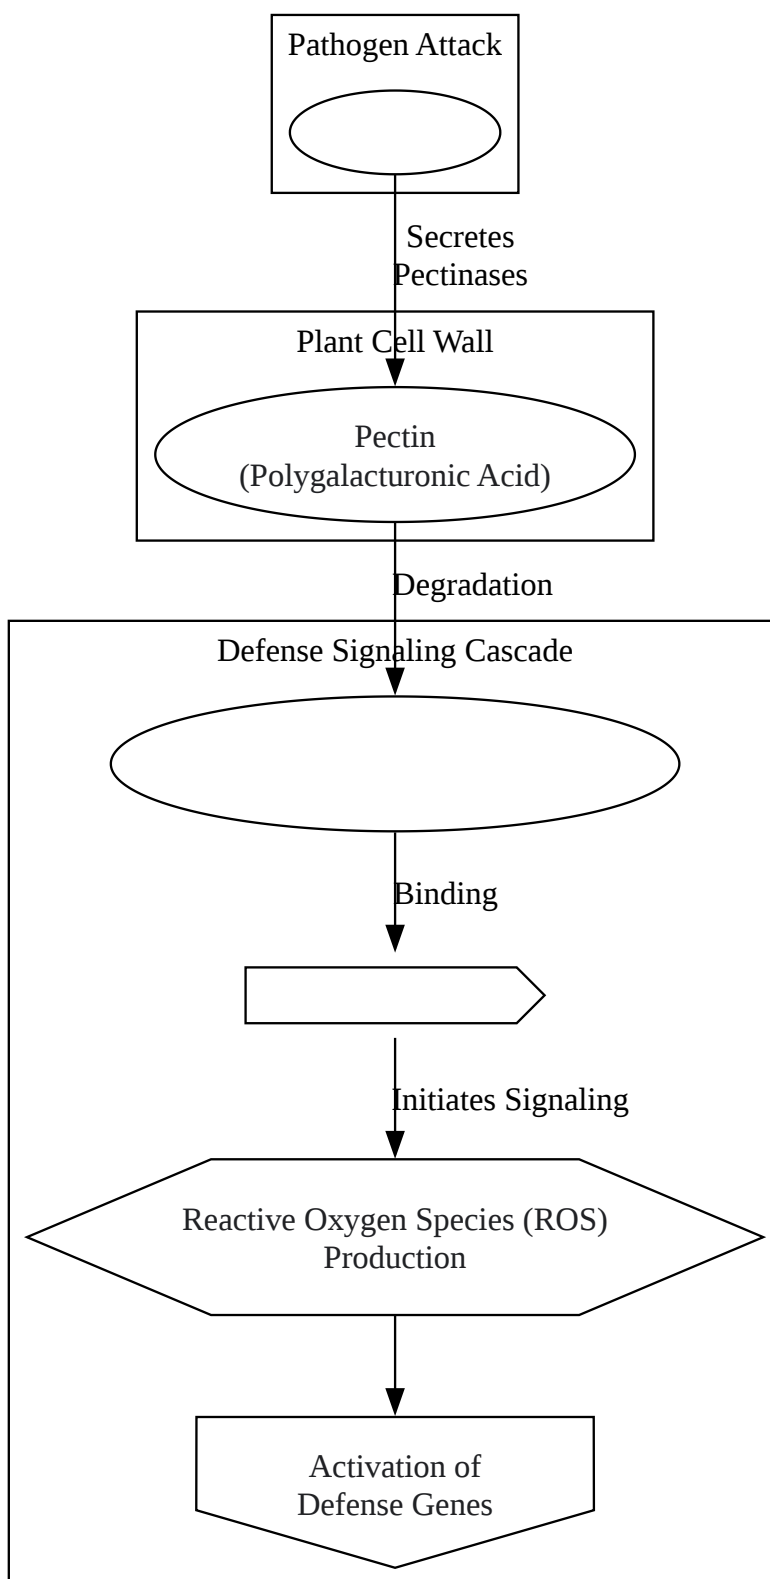 Pathogen Attack
Secretes
Pectinases
Plant Cell Wall
Pectin
(Polygalacturonic Acid)
Degradation
Defense Signaling Cascade
Binding
Initiates Signaling
Reactive Oxygen Species (ROS)
Production
Activation of
Defense Genes